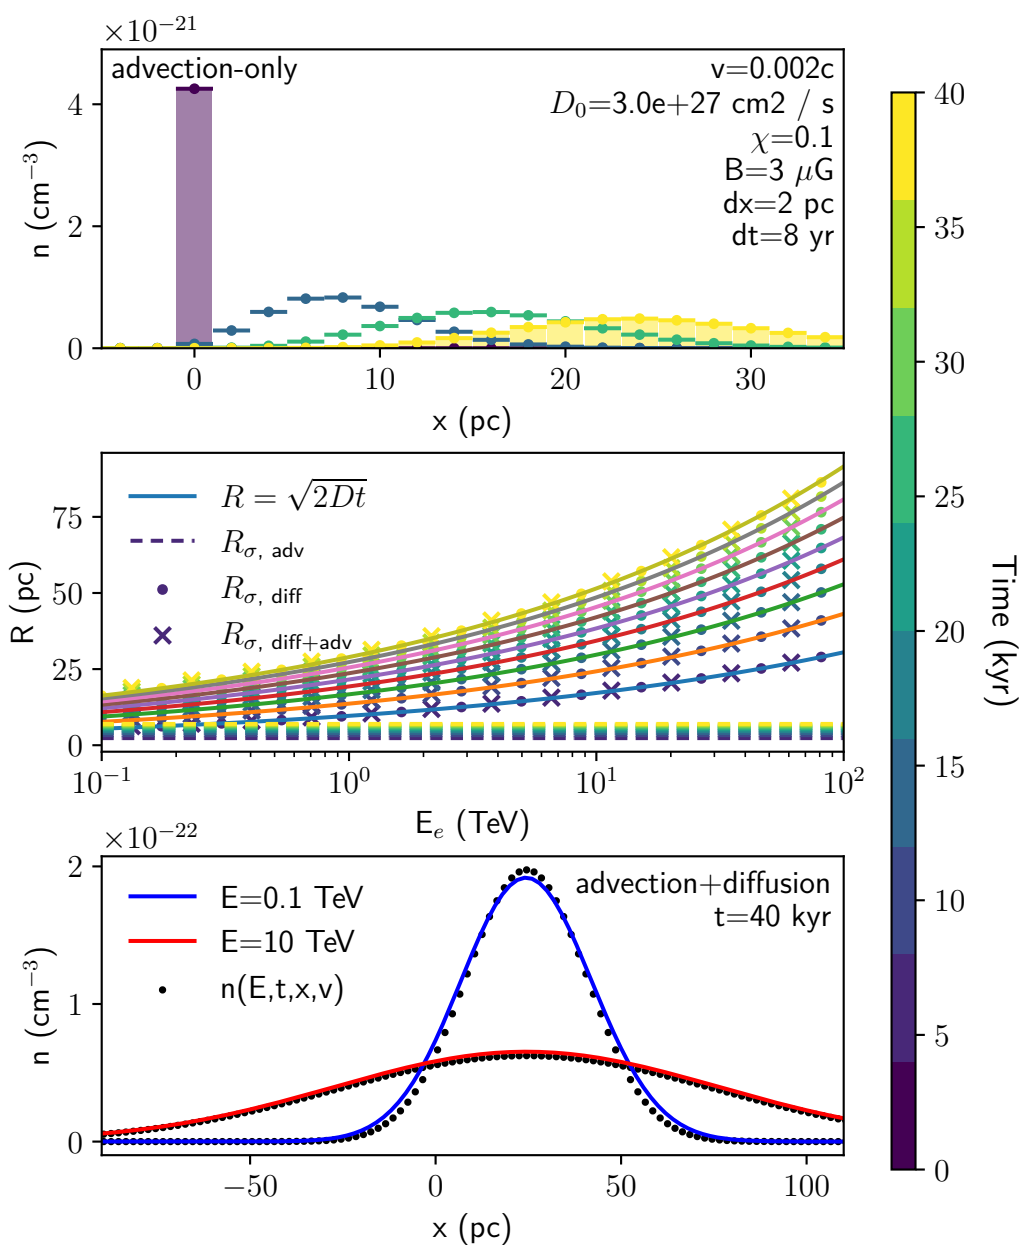 ×10⁻²¹
advection-only
v=0.002c
D₀=3.0e+27 cm2 / s
χ=0.1
B=3 μG
dx=2 pc
dt=8 yr
n (cm⁻³)
4
2
0
0 10 20 30
x (pc)
R = √2Dt
R_σ, adv
R_σ, diff
R_σ, diff+adv
R (pc)
75
50
25
0
10⁻¹ 10⁰ 10¹ 10²
E_e (TeV)
×10⁻²²
E=0.1 TeV
E=10 TeV
n(E,t,x,v)
advection+diffusion
t=40 kyr
n (cm⁻³)
2
1
0
−50 0 50 100
x (pc)
40
35
30
25
20
15
10
5
0
Time (kyr)